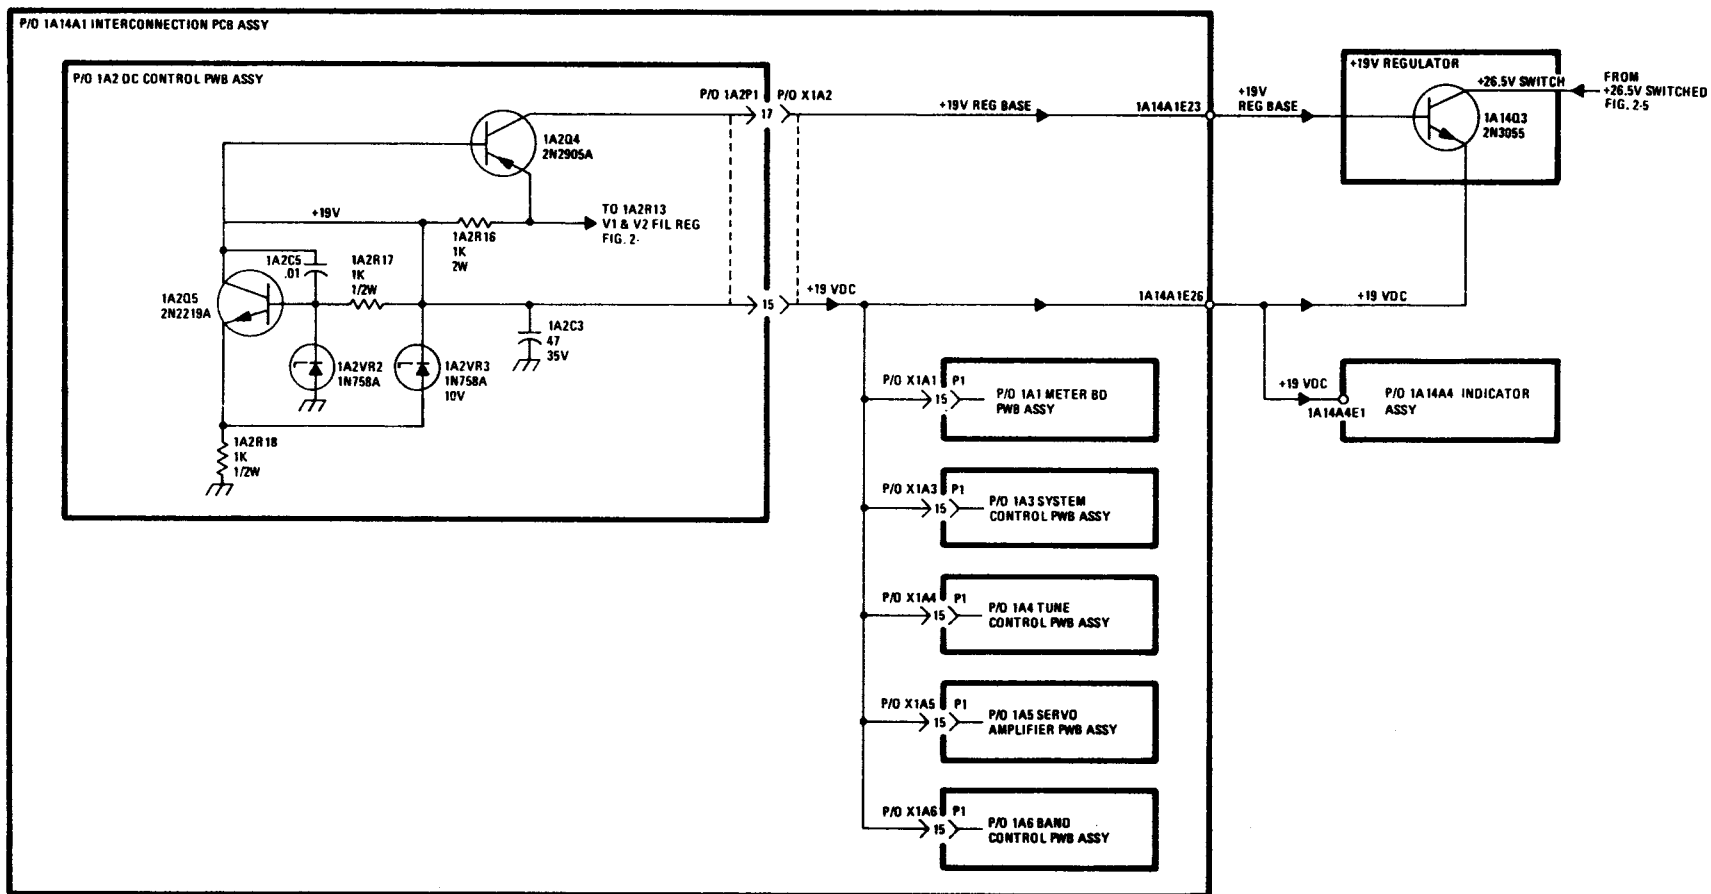 P/O 1A14A1 INTERCONNECTION PCB ASSY
P/O 1A2 DC CONTROL PWB ASSY
P/O 1A2P1
P/O X1A2
17
+19V REG BASE
1A14A1E23
+19V
REG BASE
+19V REGULATOR
+26.5V SWITCH
1A14Q3
2N3055
FROM
+26.5V SWITCHED
FIG. 2-5
1A2Q4
2N2905A
+19V
1A2R16
1K
2W
TO 1A2R13
V1 & V2 FIL REG
FIG. 2-
1A2C5
.01
1A2R17
1K
1/2W
1A2Q5
2N2219A
15
+19 VDC
1A14A1E26
+19 VDC
1A2C3
47
35V
1A2VR2
1N758A
1A2VR3
1N758A
10V
1A2R18
1K
1/2W
P/O X1A1
P1
15
P/O 1A1 METER BD
PWB ASSY
+19 VDC
1A14A4E1
P/O 1A14A4 INDICATOR
ASSY
P/O X1A3
P1
15
P/O 1A3 SYSTEM
CONTROL PWB ASSY
P/O X1A4
P1
15
P/O 1A4 TUNE
CONTROL PWB ASSY
P/O X1A5
P1
15
P/O 1A5 SERVO
AMPLIFIER PWB ASSY
P/O X1A6
P1
15
P/O 1A6 BAND
CONTROL PWB ASSY